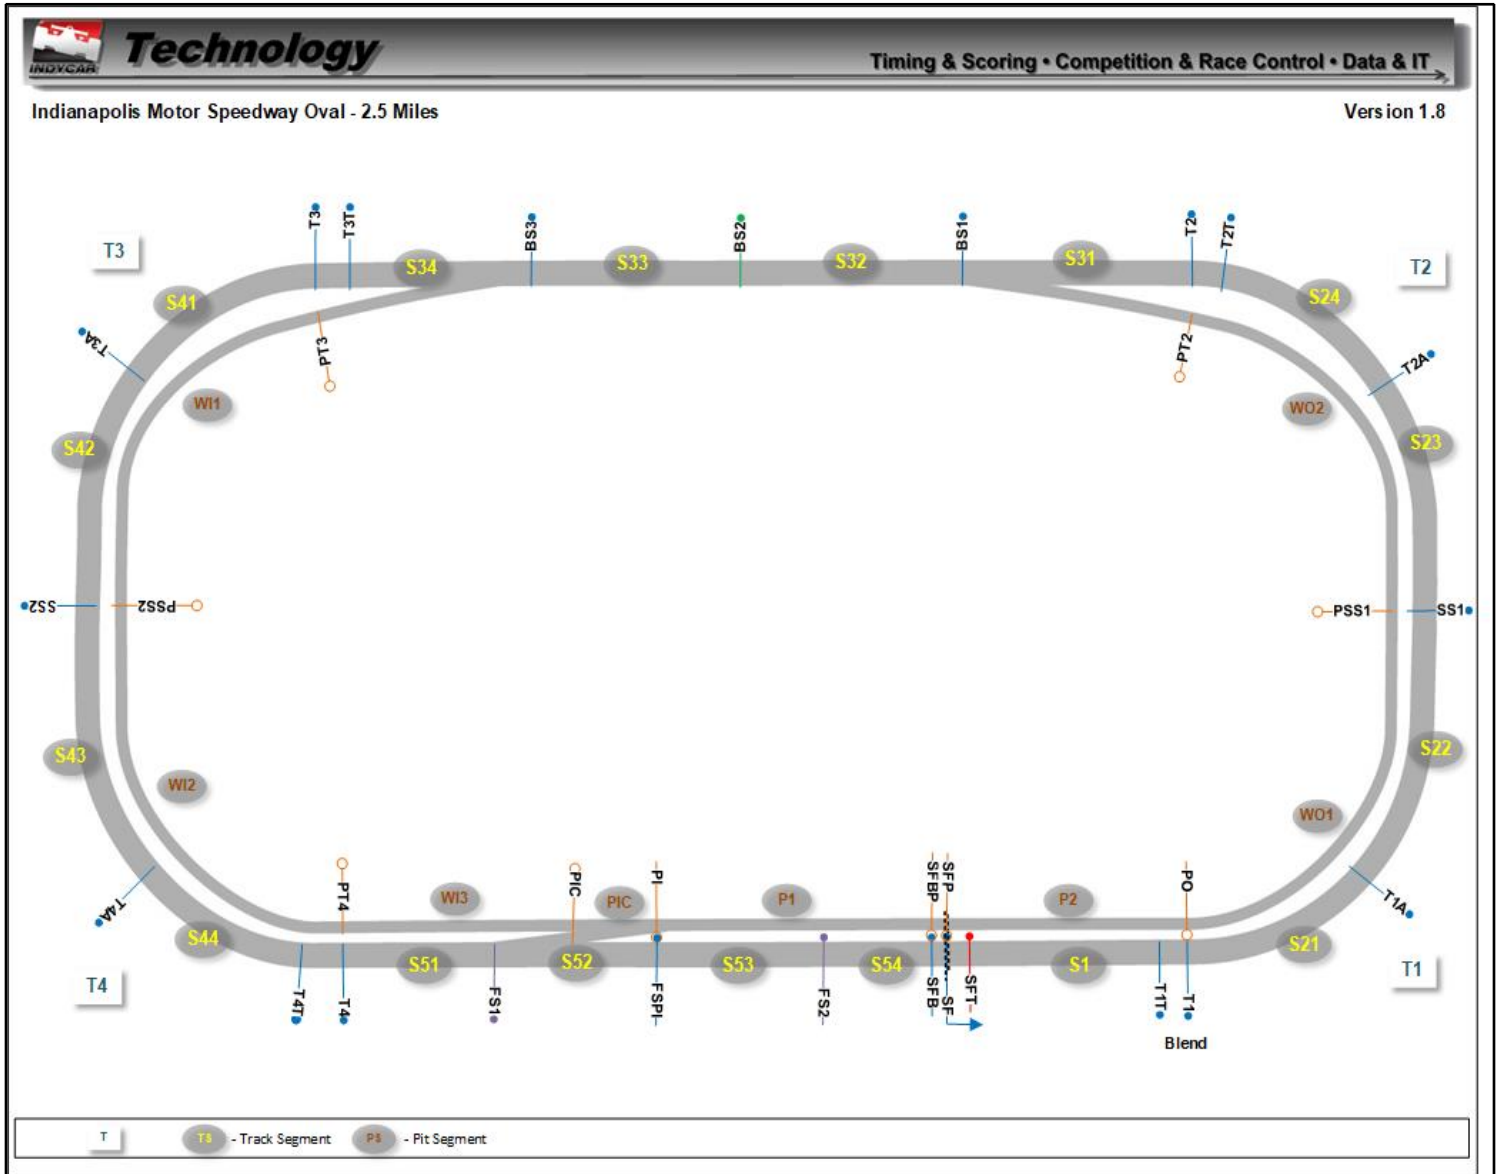 INDYCAR
Technology
Timing & Scoring • Competition & Race Control • Data & IT
Indianapolis Motor Speedway Oval - 2.5 Miles
Version 1.8
T3
T3
T3T
BS3
BS2
BS1
T2
T2T
T2
S34
S33
S32
S31
S41
S24
T3A
PT3
PT2
T2A
WI1
WO2
S42
S23
SS2
PSS2
PSS1
SS1
S43
S22
WI2
WO1
PT4
WI3
PIC
PIC
PI
P1
SFBP
SFP
P2
PO
T4A
T1A
S44
S51
S52
S53
S54
S1
S21
T4
T1
T4T
T4
FS1
FSPI
FS2
SFB
SF
SFT
T1T
T1
Blend
T
TS - Track Segment
PS - Pit Segment